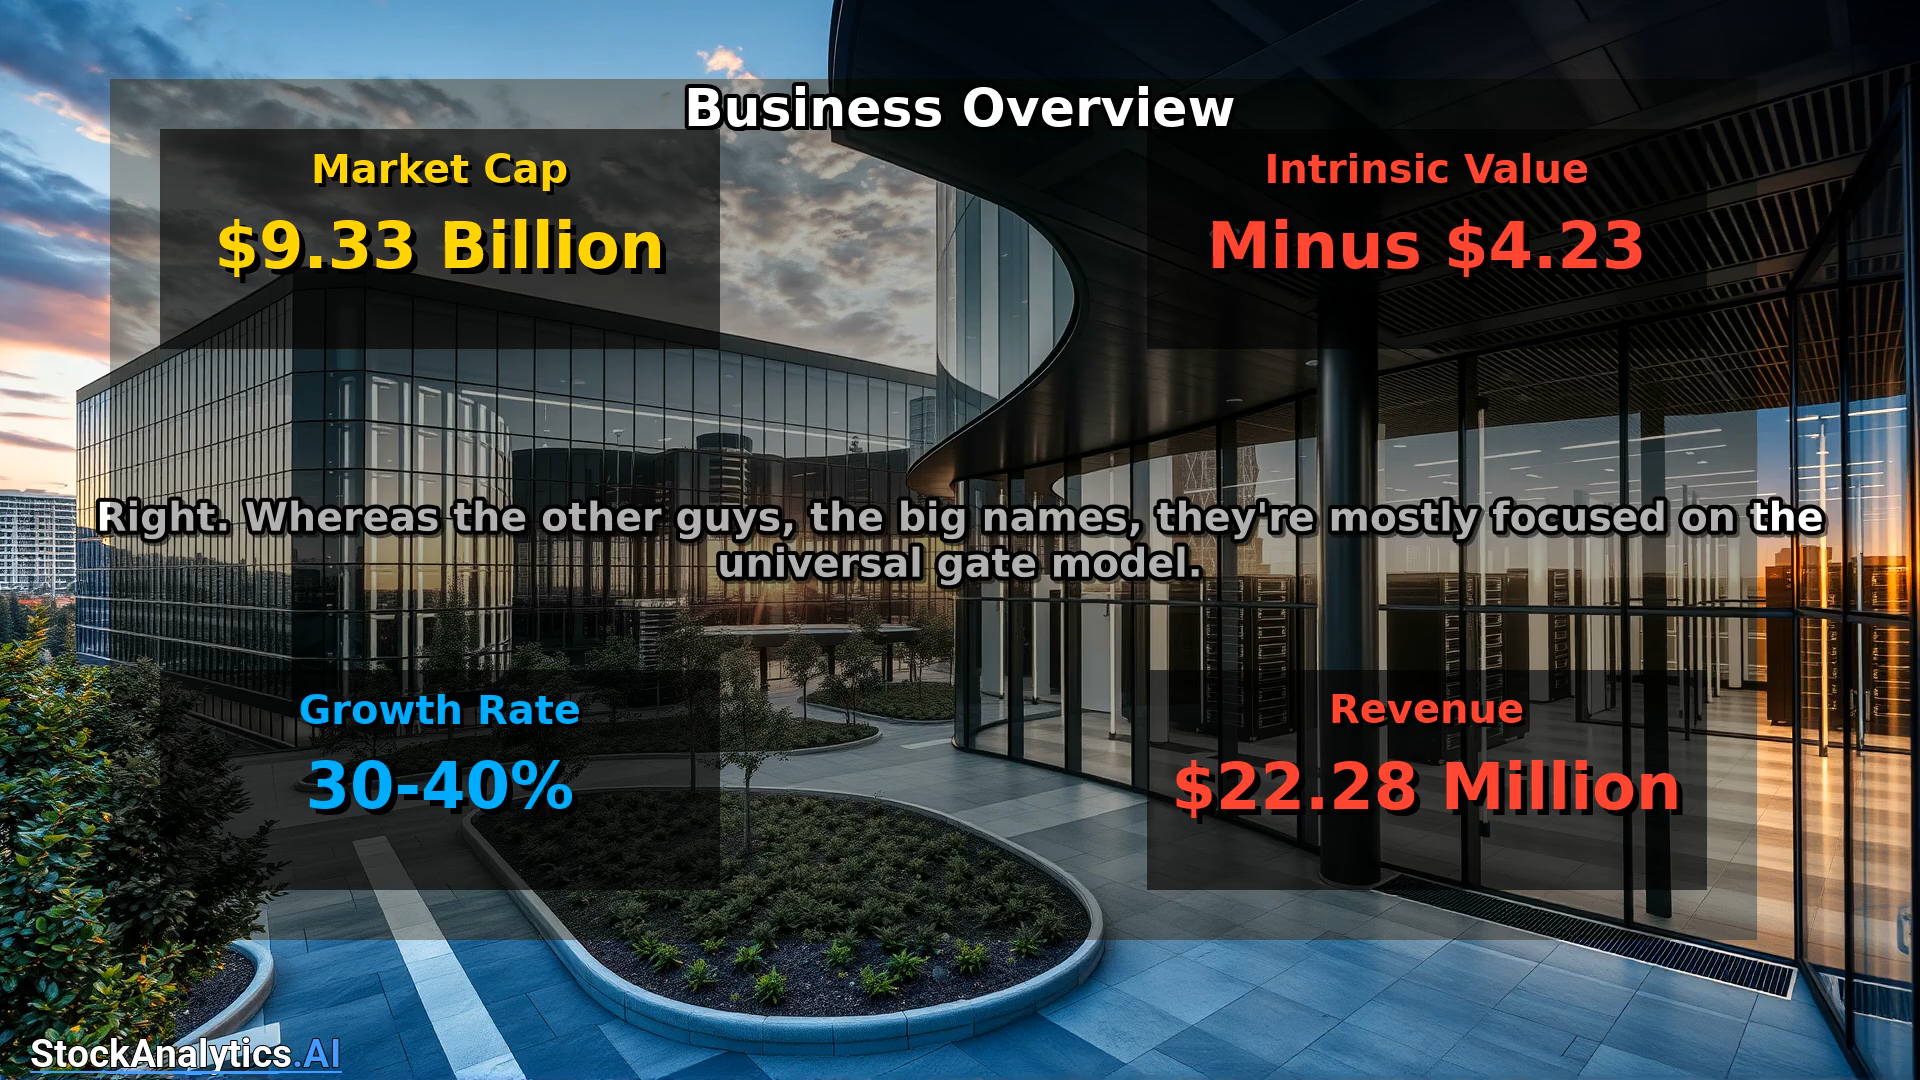 Business Overview
Market Cap
$9.33 Billion
Intrinsic Value
Minus $4.23
Right. Whereas the other guys, the big names, they're mostly focused on the
universal gate model.
Growth Rate
30-40%
Revenue
$22.28 Million
StockAnalytics.AI